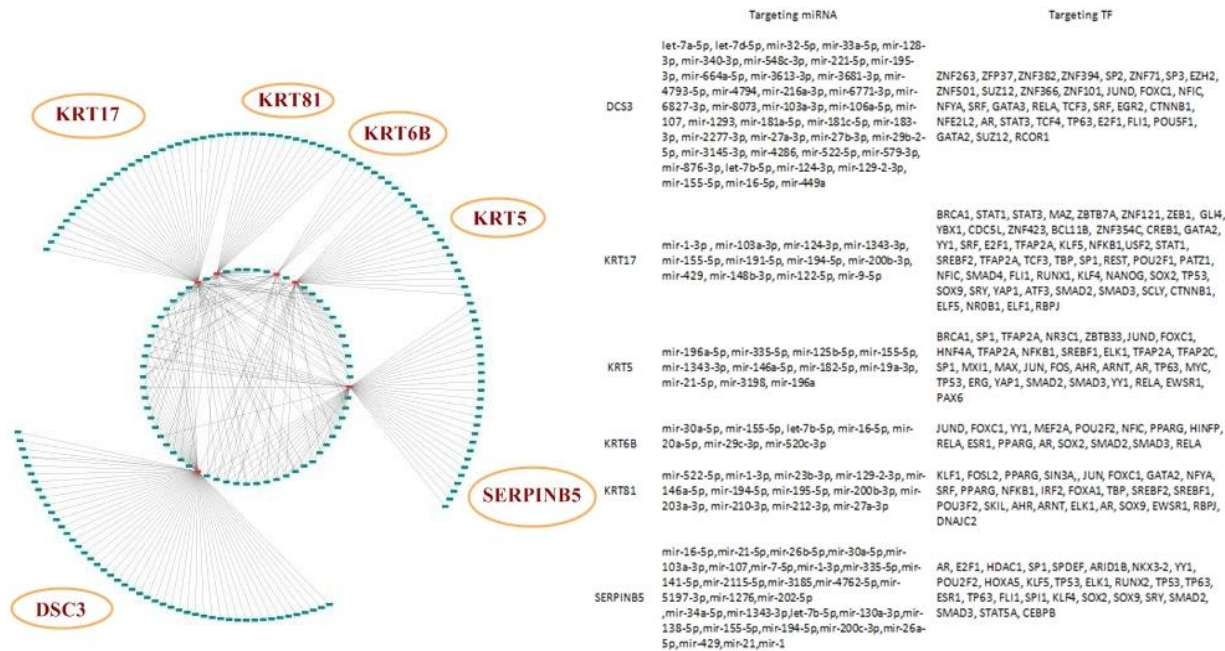 KRT17
KRT81
KRT6B
KRT5
SERPINB5
DSC3
Targeting miRNA
Targeting TF
DCS3
let-7a-5p, let-7d-5p, mir-32-5p, mir-33a-5p, mir-128-
3p, mir-340-3p, mir-548c-3p, mir-221-5p, mir-195-
3p, mir-664a-5p, mir-3613-3p, mir-3681-3p, mir-
4793-5p, mir-4794, mir-216a-3p, mir-6771-3p, mir-
6827-3p, mir-8073, mir-103a-3p, mir-106a-5p, mir-
107, mir-1293, mir-181a-5p, mir-181c-5p, mir-183-
3p, mir-2277-3p, mir-27a-3p, mir-27b-3p, mir-29b-2-
5p, mir-3145-3p, mir-4286, mir-522-5p, mir-579-3p,
mir-876-3p, let-7b-5p, mir-124-3p, mir-129-2-3p,
mir-155-5p, mir-16-5p, mir-449a
ZNF263, ZFP37, ZNF382, ZNF394, SP2, ZNF71, SP3, EZH2,
ZNF501, SUZ12, ZNF366, ZNF101, JUND, FOXC1, NFIC,
NFYA, SRF, GATA3, RELA, TCF3, SRF, EGR2, CTNNB1,
NFE2L2, AR, STAT3, TCF4, TP63, E2F1, FLI1, POU5F1,
GATA2, SUZ12, RCOR1
KRT17
mir-1-3p, mir-103a-3p, mir-124-3p, mir-1343-3p,
mir-155-5p, mir-191-5p, mir-194-5p, mir-200b-3p,
mir-429, mir-148b-3p, mir-122-5p, mir-9-5p
BRCA1, STAT1, STAT3, MAZ, ZBTB7A, ZNF121, ZEB1, GLI4,
YBX1, CDC5L, ZNF423, BCL11B, ZNF354C, CREB1, GATA2,
YY1, SRF, E2F1, TFAP2A, KLF5, NFKB1,USF2, STAT1,
SREBF2, TFAP2A, TCF3, TBP, SP1, REST, POU2F1, PATZ1,
NFIC, SMAD4, FLI1, RUNX1, KLF4, NANOG, SOX2, TP53,
SOX9, SRY, YAP1, ATF3, SMAD2, SMAD3, SCLY, CTNNB1,
ELF5, NR0B1, ELF1, RBPJ
KRT5
mir-196a-5p, mir-335-5p, mir-125b-5p, mir-155-5p,
mir-1343-3p, mir-146a-5p, mir-182-5p, mir-19a-3p,
mir-21-5p, mir-3198, mir-196a
BRCA1, SP1, TFAP2A, NR3C1, ZBTB33, JUND, FOXC1,
HNF4A, TFAP2A, NFKB1, SREBF1, ELK1, TFAP2A, TFAP2C,
SP1, MXI1, MAX, JUN, FOS, AHR, ARNT, AR, TP63, MYC,
TP53, ERG, YAP1, SMAD2, SMAD3, YY1, RELA, EWSR1,
PAX6
KRT6B
mir-30a-5p, mir-155-5p, let-7b-5p, mir-16-5p, mir-
20a-5p, mir-29c-3p, mir-520c-3p
JUND, FOXC1, YY1, MEF2A, POU2F2, NFIC, PPARG, HINFP,
RELA, ESR1, PPARG, AR, SOX2, SMAD2,SMAD3, RELA
KRT81
mir-522-5p, mir-1-3p, mir-23b-3p, mir-129-2-3p, mir-
146a-5p, mir-194-5p, mir-195-5p, mir-200b-3p, mir-
203a-3p, mir-210-3p, mir-212-3p, mir-27a-3p
KLF1, FOSL2, PPARG, SIN3A,, JUN, FOXC1, GATA2, NFYA,
SRF, PPARG, NFKB1, IRF2, FOXA1, TBP, SREBF2, SREBF1,
POU3F2, SKIL, AHR, ARNT, ELK1, AR, SOX9, EWSR1, RBPJ,
DNAJC2
SERPINB5
mir-16-5p,mir-21-5p,mir-26b-5p,mir-30a-5p,mir-
103a-3p,mir-107,mir-7-5p,mir-1-3p,mir-335-5p,mir-
141-5p,mir-2115-5p,mir-3185,mir-4762-5p,mir-
5197-3p,mir-1276,mir-202-5p
,mir-34a-5p,mir-1343-3p,let-7b-5p,mir-130a-3p,mir-
138-5p,mir-155-5p,mir-194-5p,mir-200c-3p,mir-26a-
5p,mir-429,mir-21,mir-1
AR, E2F1, HDAC1, SP1, SPDEF, ARID1B, NKX3-2, YY1,
POU2F2, HOXA5, KLF5, TP53, ELK1, RUNX2, TP53, TP63,
ESR1, TP63, FLI1, SPI1, KLF4, SOX2, SOX9, SRY, SMAD2,
SMAD3, STAT5A, CEBPB